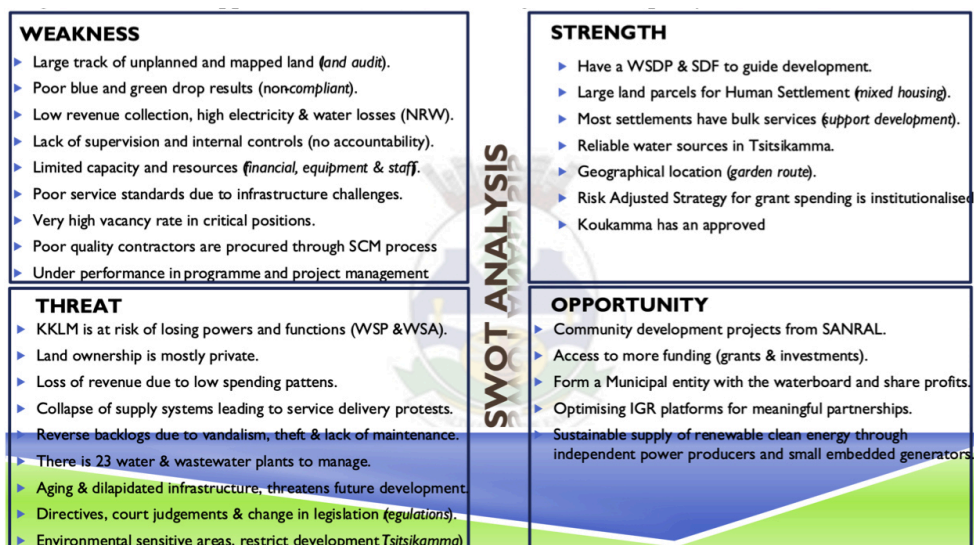 WEAKNESS
Large track of unplanned and mapped land (land audit).
Poor blue and green drop results (non-compliant).
Low revenue collection, high electricity & water losses (NRW).
Lack of supervision and internal controls (no accountability).
Limited capacity and resources (financial, equipment & staff).
Poor service standards due to infrastructure challenges.
Very high vacancy rate in critical positions.
Poor quality contractors are procured through SCM process
Under performance in programme and project management
STRENGTH
Have a WSDP & SDF to guide development.
Large land parcels for Human Settlement (mixed housing).
Most settlements have bulk services (support development).
Reliable water sources in Tsitsikamma.
Geographical location (garden route).
Risk Adjusted Strategy for grant spending is institutionalised
Koukamma has an approved
SWOT ANALYSIS
THREAT
KKLM is at risk of losing powers and functions (WSP &WSA).
Land ownership is mostly private.
Loss of revenue due to low spending pattens.
Collapse of supply systems leading to service delivery protests.
Reverse backlogs due to vandalism, theft & lack of maintenance.
There is 23 water & wastewater plants to manage.
Aging & dilapidated infrastructure, threatens future development.
Directives, court judgements & change in legislation (egulations).
Environmental sensitive areas, restrict development Tsitsikamma)
OPPORTUNITY
Community development projects from SANRAL.
Access to more funding (grants & investments).
Form a Municipal entity with the waterboard and share profits.
Optimising IGR platforms for meaningful partnerships.
Sustainable supply of renewable clean energy through
independent power producers and small embedded generators.